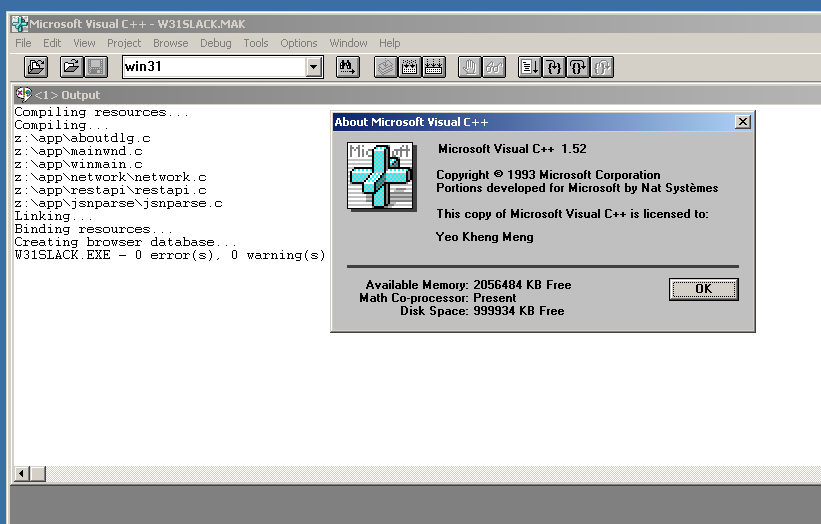 Microsoft Visual C++ - W31SLACK.MAK
File Edit View Project Browse Debug Tools Options Window Help
win31
<1> Output
Compiling resources...
Compiling...
z:\app\aboutdlg.c
z:\app\mainwnd.c
z:\app\winmain.c
z:\app\network\network.c
z:\app\restapi\restapi.c
z:\app\jsnparse\jsnparse.c
Linking...
Binding resources...
Creating browser database...
W31SLACK.EXE - 0 error(s), 0 warning(s)
About Microsoft Visual C++
Microsoft Visual C++ 1.52
Copyright © 1993 Microsoft Corporation
Portions developed for Microsoft by Nat Systèmes
This copy of Microsoft Visual C++ is licensed to:
Yeo Kheng Meng
Available Memory: 2056484 KB Free
Math Co-processor: Present
Disk Space: 999934 KB Free
OK